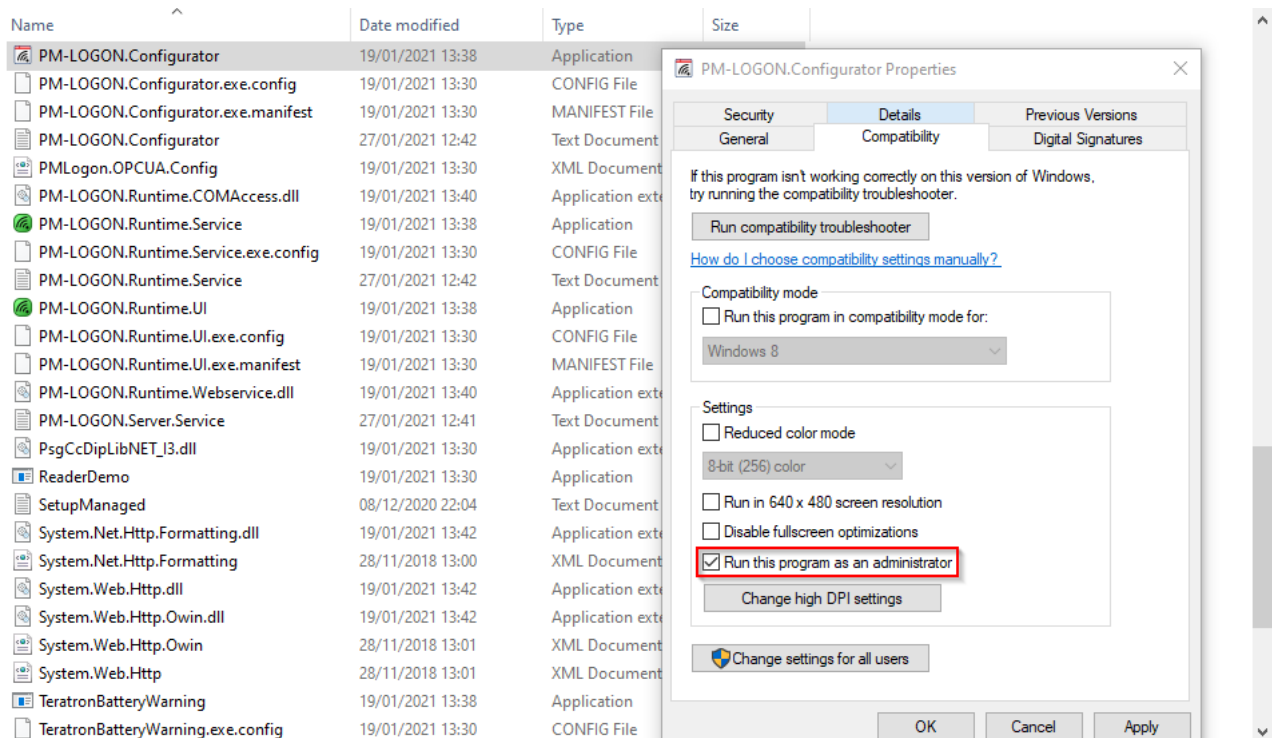 Name Date modified Type Size
PM-LOGON.Configurator 19/01/2021 13:38 Application
PM-LOGON.Configurator.exe.config 19/01/2021 13:30 CONFIG File
PM-LOGON.Configurator.exe.manifest 19/01/2021 13:30 MANIFEST File
PM-LOGON.Configurator 27/01/2021 12:42 Text Document
PMLogon.OPCUA.Config 19/01/2021 13:30 XML Document
PM-LOGON.Runtime.COMAccess.dll 19/01/2021 13:40 Application exte
PM-LOGON.Runtime.Service 19/01/2021 13:38 Application
PM-LOGON.Runtime.Service.exe.config 19/01/2021 13:30 CONFIG File
PM-LOGON.Runtime.Service 27/01/2021 12:42 Text Document
PM-LOGON.Runtime.UI 19/01/2021 13:38 Application
PM-LOGON.Runtime.UI.exe.config 19/01/2021 13:30 CONFIG File
PM-LOGON.Runtime.UI.exe.manifest 19/01/2021 13:30 MANIFEST File
PM-LOGON.Runtime.Webservice.dll 19/01/2021 13:40 Application exte
PM-LOGON.Server.Service 27/01/2021 12:41 Text Document
PsgCcDipLibNET_I3.dll 19/01/2021 13:30 Application exte
ReaderDemo 19/01/2021 13:30 Application
SetupManaged 08/12/2020 22:04 Text Document
System.Net.Http.Formatting.dll 19/01/2021 13:42 Application exte
System.Net.Http.Formatting 28/11/2018 13:00 XML Document
System.Web.Http.dll 19/01/2021 13:42 Application exte
System.Web.Http.Owin.dll 19/01/2021 13:42 Application exte
System.Web.Http.Owin 28/11/2018 13:01 XML Document
System.Web.Http 28/11/2018 13:01 XML Document
TeratronBatteryWarning 19/01/2021 13:38 Application
TeratronBatteryWarning.exe.config 19/01/2021 13:30 CONFIG File
PM-LOGON.Configurator Properties
Security Details Previous Versions
General Compatibility Digital Signatures
If this program isn't working correctly on this version of Windows,
try running the compatibility troubleshooter.
Run compatibility troubleshooter
How do I choose compatibility settings manually?
Compatibility mode
Run this program in compatibility mode for:
Windows 8
Settings
Reduced color mode
8-bit (256) color
Run in 640 x 480 screen resolution
Disable fullscreen optimizations
Run this program as an administrator
Change high DPI settings
Change settings for all users
OK Cancel Apply